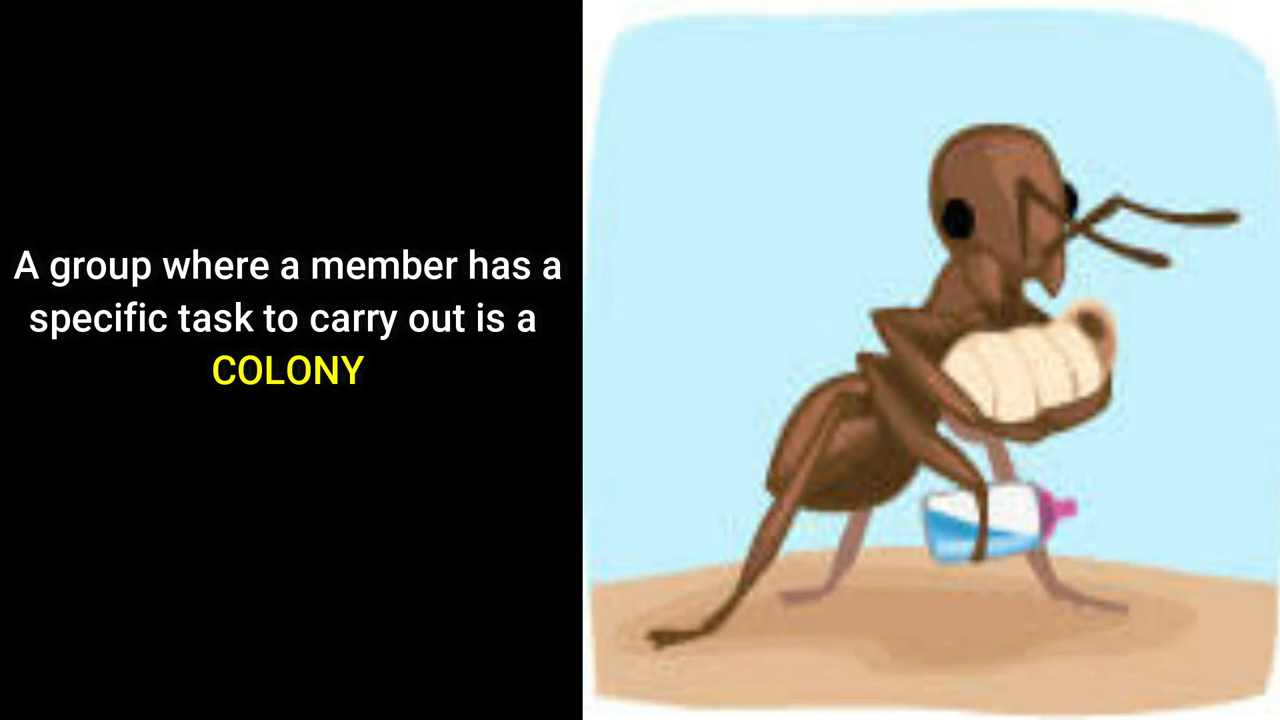 A group where a member has a
specific task to carry out is a
COLONY